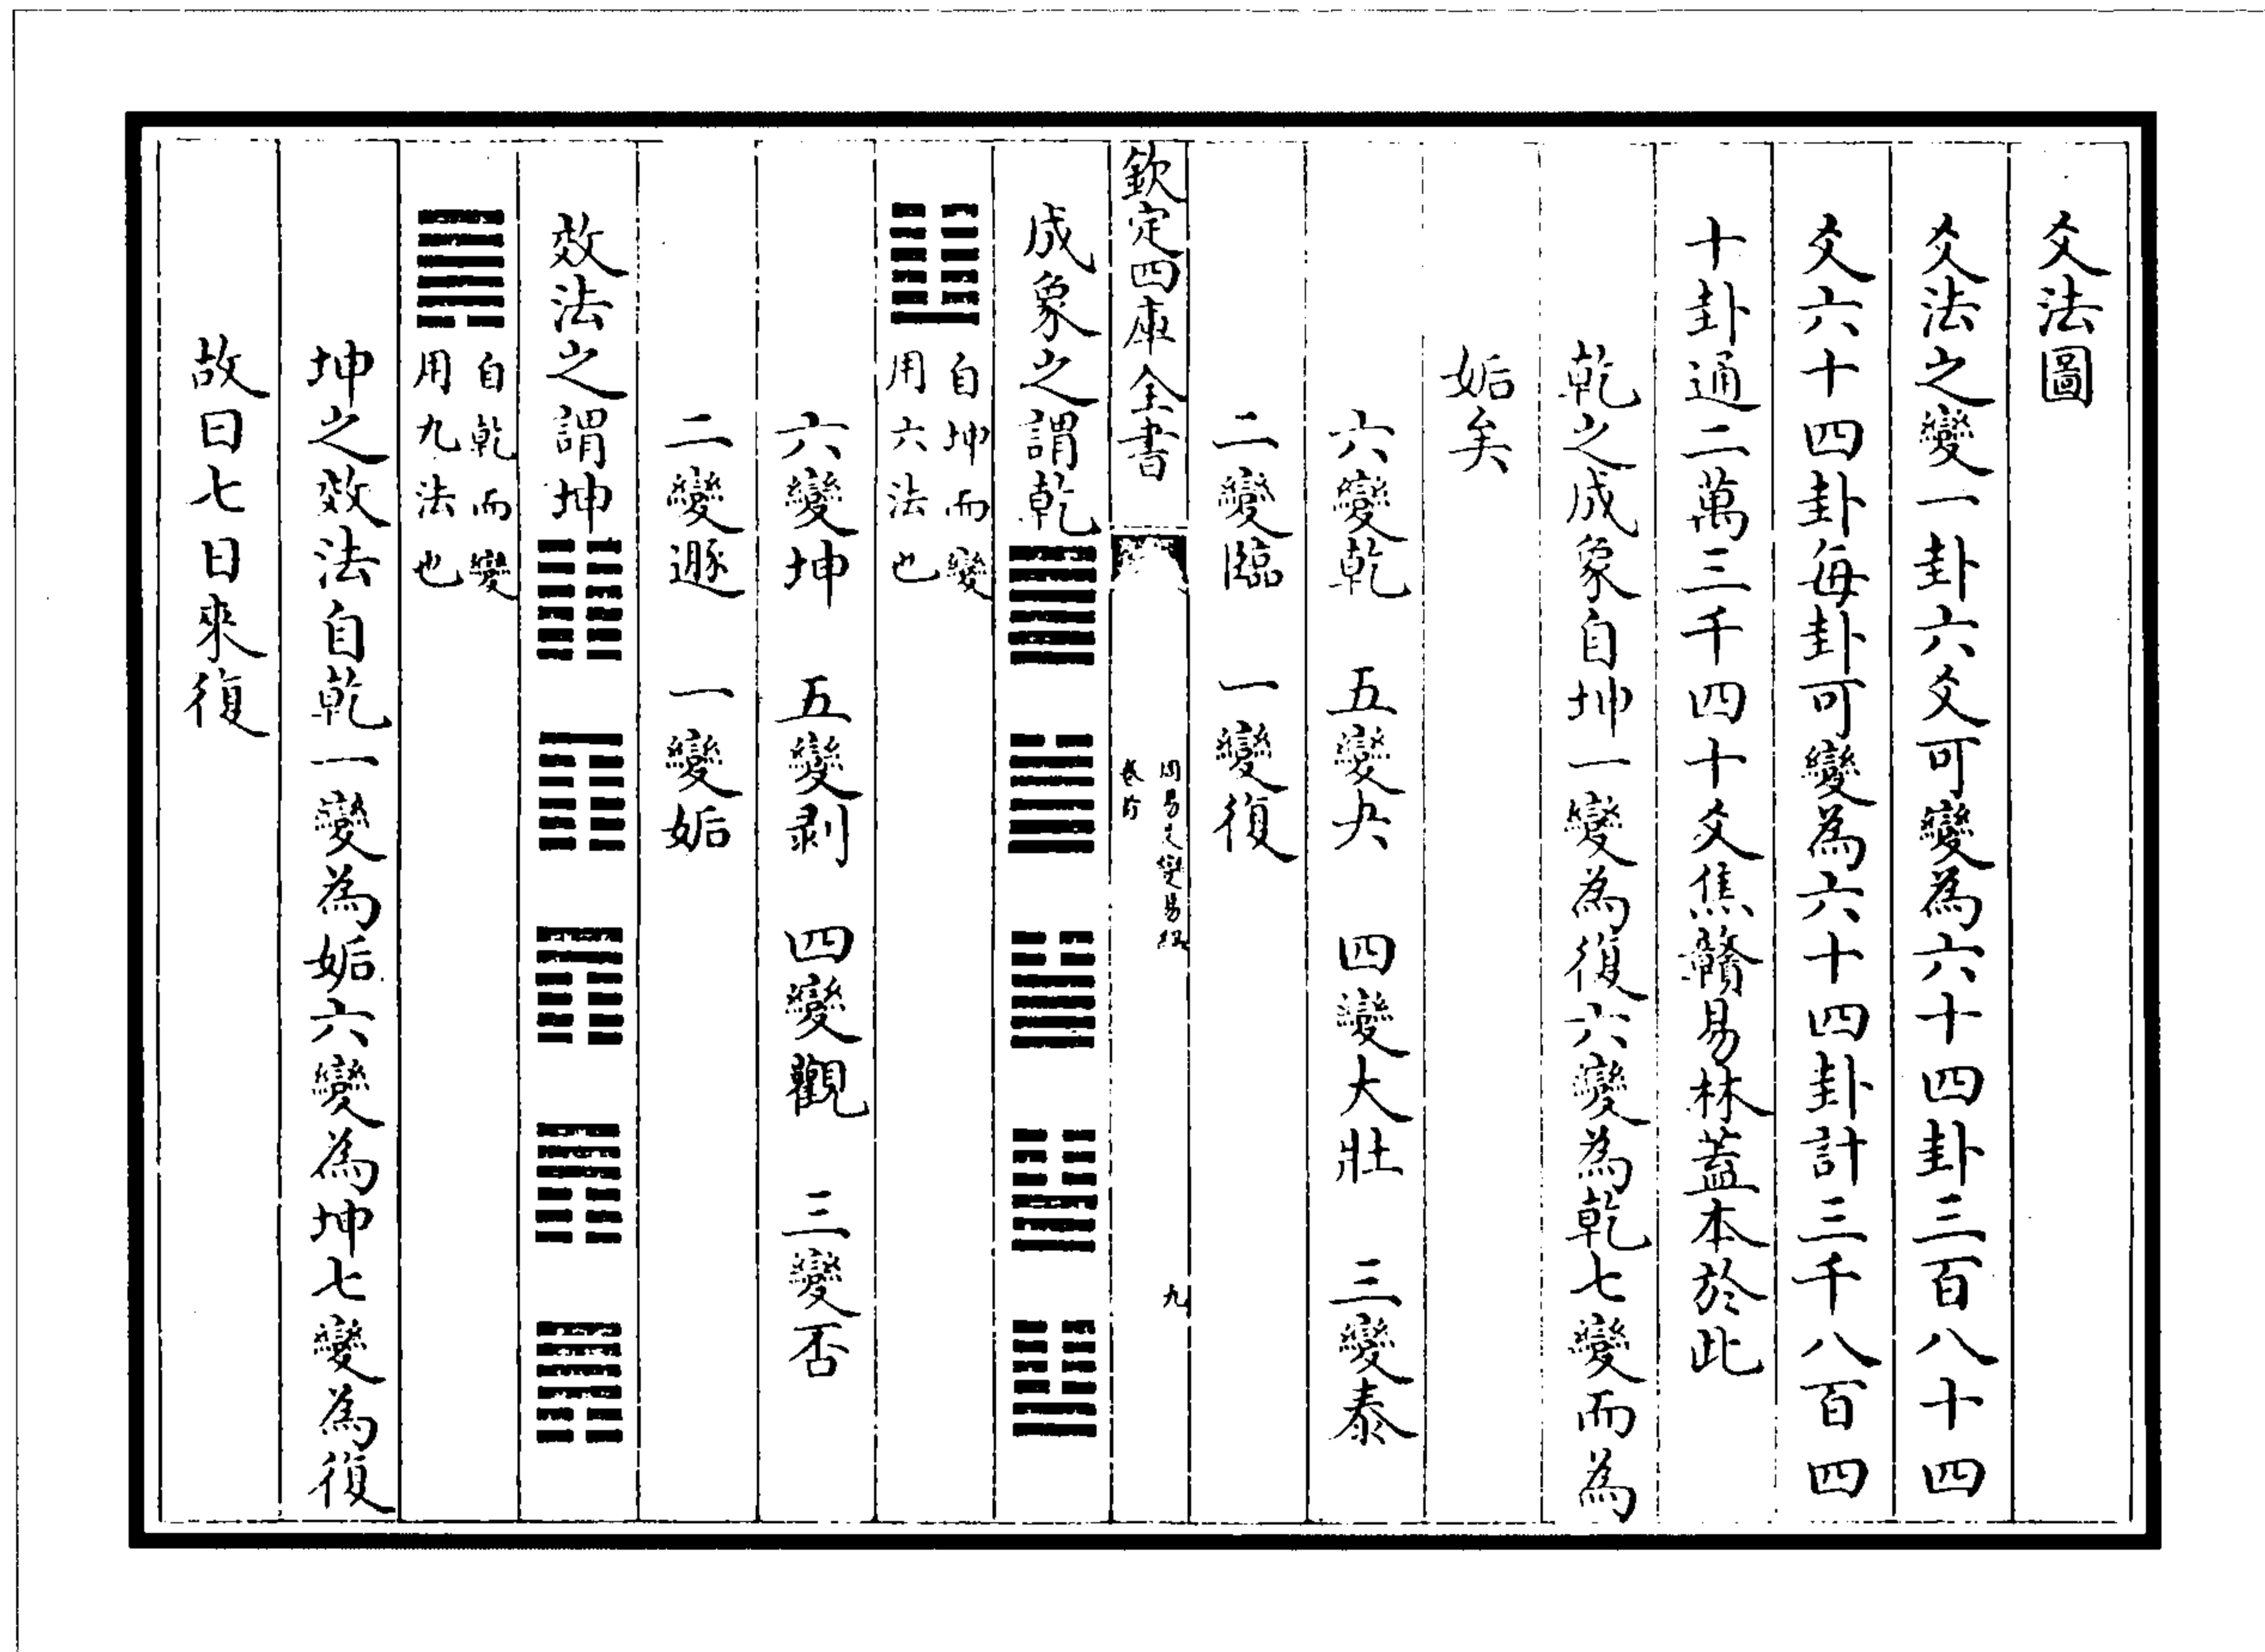 爻法圖
爻法之變一卦六爻可變為六十四卦三百八十四
爻六十四卦每卦可變為六十四卦計三千八百四
十卦通二萬三千四十爻焦贛易林蓋本於此
乾之成象自坤一變為復六變為乾七變而為
姤矣
六變乾 五變夬 四變大壯 三變泰
二變臨 一變復
欽定四庫全書
周易爻變易縕
卷首
九
成象之謂乾
自坤而變
用六法也
六變坤 五變剥 四變觀 三變否
二變遯 一變姤
效法之謂坤
自乾而變
用九法也
坤之效法自乾一變為姤六變為坤七變為復
故曰七日來復